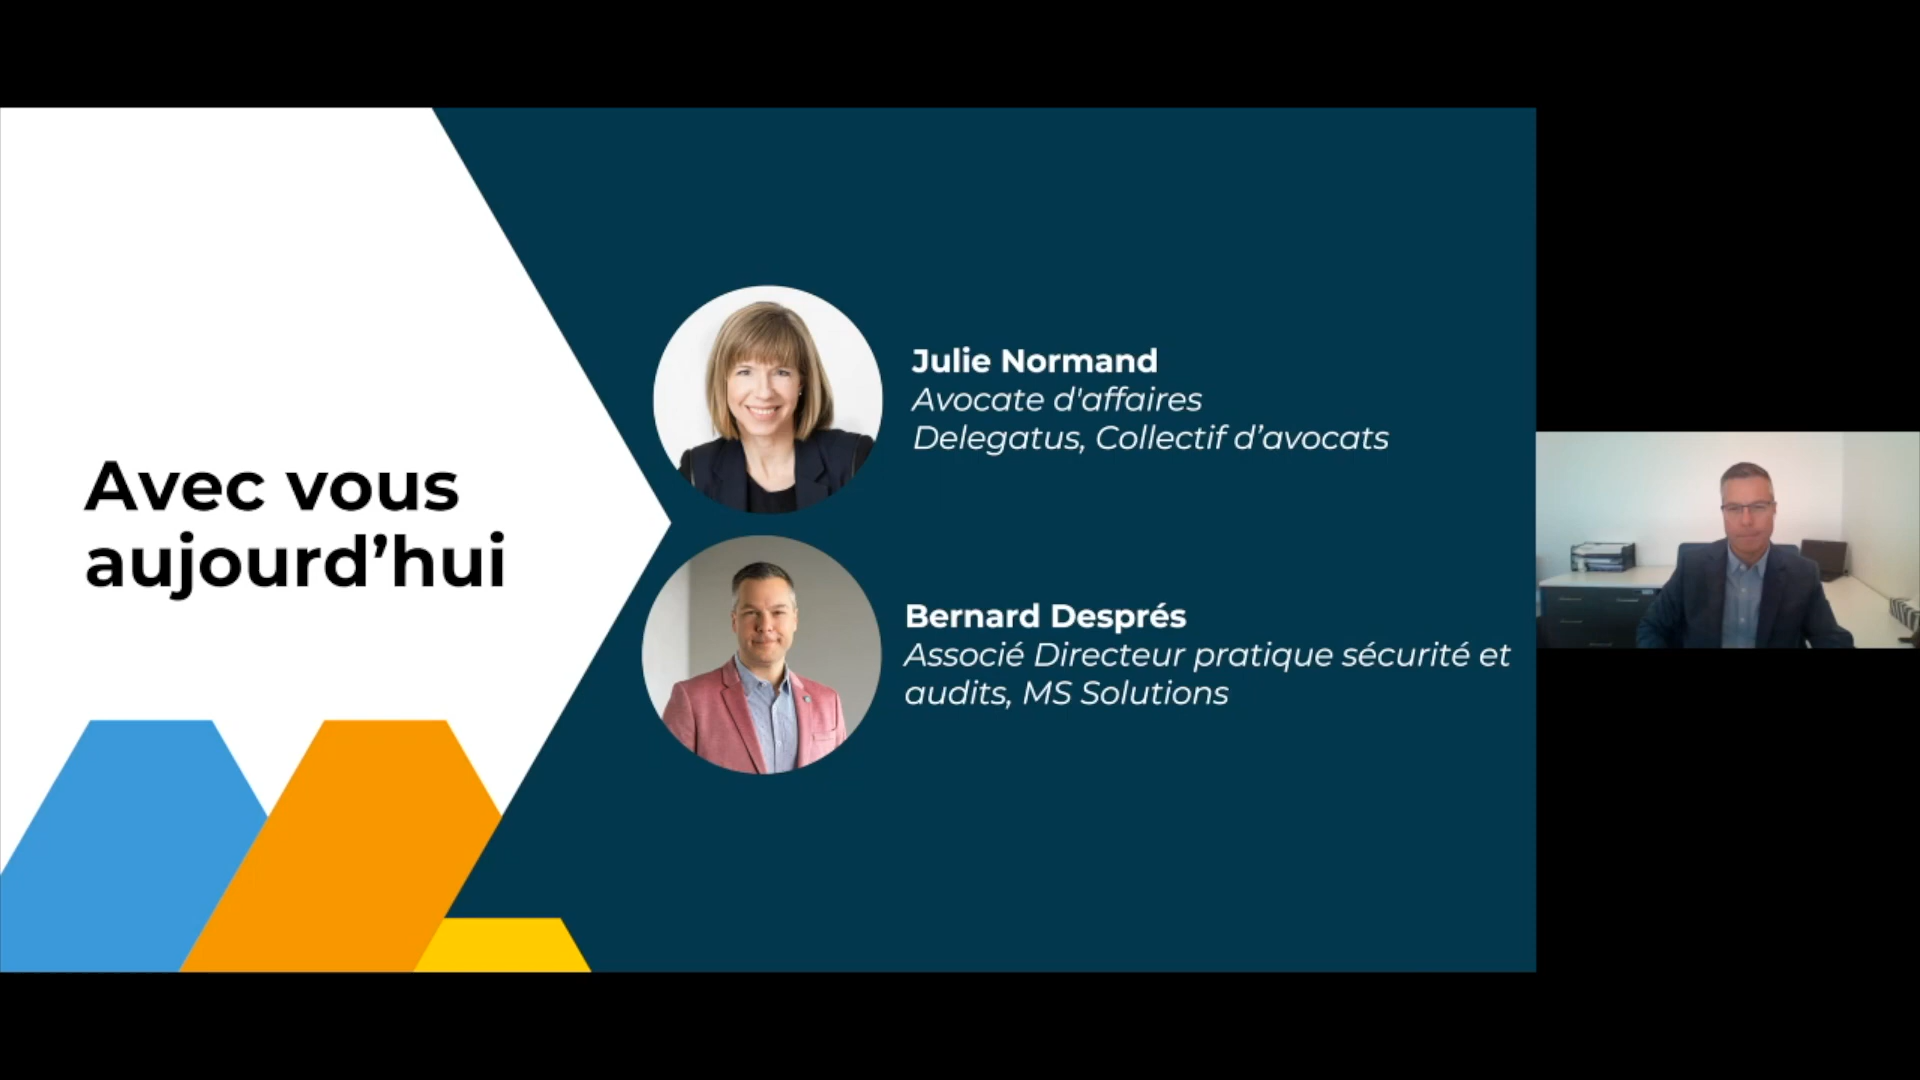 Avec vous
aujourd’hui
Julie Normand
Avocate d'affaires
Delegatus, Collectif d’avocats
Bernard Després
Associé Directeur pratique sécurité et
audits, MS Solutions